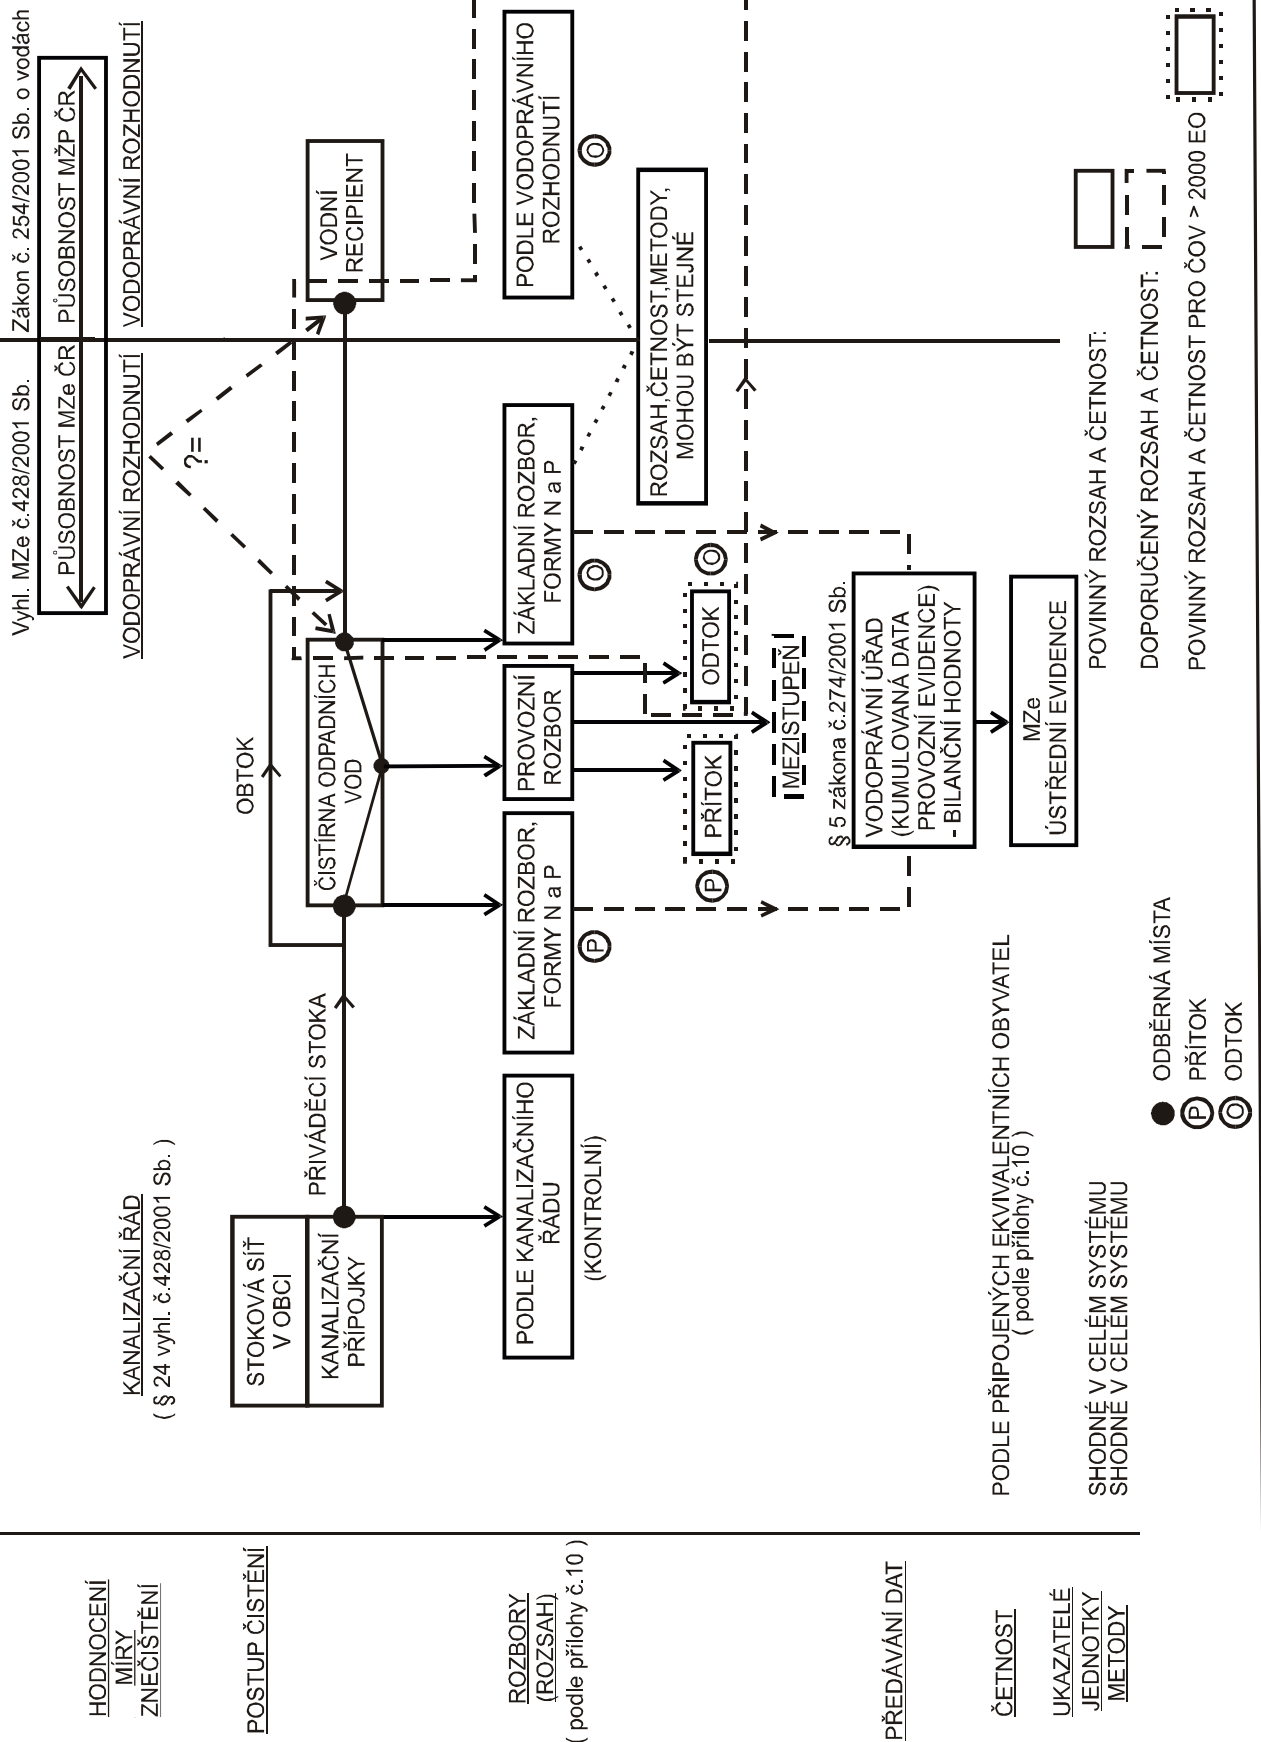 Vyhl. MZe č.428/2001 Sb.
Zákon č. 254/2001 Sb. o vodách
PŮSOBNOST MZe ČR
PŮSOBNOST MŽP ČR
HODNOCENÍ
MÍRY
ZNEČIŠTĚNÍ
KANALIZAČNÍ ŘÁD
( § 24 vyhl. č.428/2001 Sb. )
VODOPRÁVNÍ ROZHODNUTÍ
VODOPRÁVNÍ ROZHODNUTÍ
?=
POSTUP ČISTĚNÍ
STOKOVÁ SÍŤ
V OBCI
KANALIZAČNÍ
PŘÍPOJKY
PŘIVÁDĚCÍ STOKA
OBTOK
ČISTÍRNA ODPADNÍCH
VOD
VODNÍ
RECIPIENT
ROZBORY
(ROZSAH)
( podle přílohy č.10 )
PODLE KANALIZAČNÍHO
ŘÁDU
(KONTROLNÍ)
ZÁKLADNÍ ROZBOR,
FORMY N a P
P
PROVOZNÍ
ROZBOR
ZÁKLADNÍ ROZBOR,
FORMY N a P
O
PODLE VODOPRÁVNÍHO
ROZHODNUTÍ
O
ROZSAH,ČETNOST,METODY,
MOHOU BÝT STEJNÉ
P
PŘÍTOK
ODTOK
O
MEZISTUPEŇ
PŘEDÁVÁNÍ DAT
§ 5 zákona č.274/2001 Sb.
VODOPRÁVNÍ ÚŘAD
(KUMULOVANÁ DATA
PROVOZNÍ EVIDENCE)
- BILANČNÍ HODNOTY
MZe
ÚSTŘEDNÍ EVIDENCE
ČETNOST
PODLE PŘIPOJENÝCH EKVIVALENTNÍCH OBYVATEL
( podle přílohy č.10 )
UKAZATELÉ
JEDNOTKY
METODY
SHODNÉ V CELÉM SYSTÉMU
SHODNÉ V CELÉM SYSTÉMU
ODBĚRNÁ MÍSTA
P PŘÍTOK
O ODTOK
POVINNÝ ROZSAH A ČETNOST:
DOPORUČENÝ ROZSAH A ČETNOST:
POVINNÝ ROZSAH A ČETNOST PRO ČOV > 2000 EO